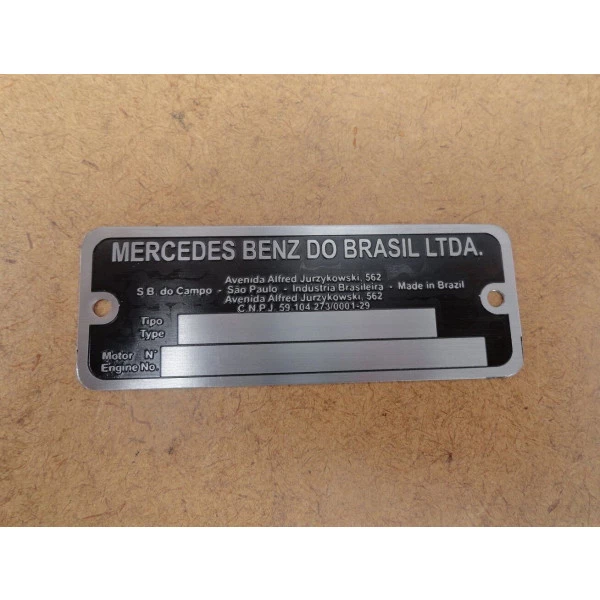 MERCEDES BENZ DO BRASIL LTDA.
Avenida Alfred Jurzykowski, 562
S.B. do Campo - São Paulo - Industria Brasileira - Made in Brazil
Avenida Alfred Jurzykowski, 562
C.N.P.J. 59.104.273/0001-29
Tipo
Type
Motor N°
Engine No.